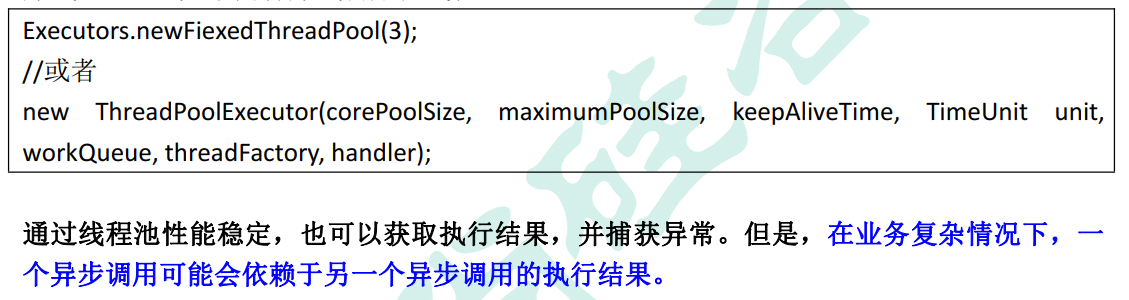 Executors.newFiexedThreadPool(3);
//或者
new ThreadPoolExecutor(corePoolSize, maximumPoolSize, keepAliveTime, TimeUnit unit,
workQueue, threadFactory, handler);
通过线程池性能稳定，也可以获取执行结果，并捕获异常。但是，在业务复杂情况下，一
个异步调用可能会依赖于另一个异步调用的执行结果。